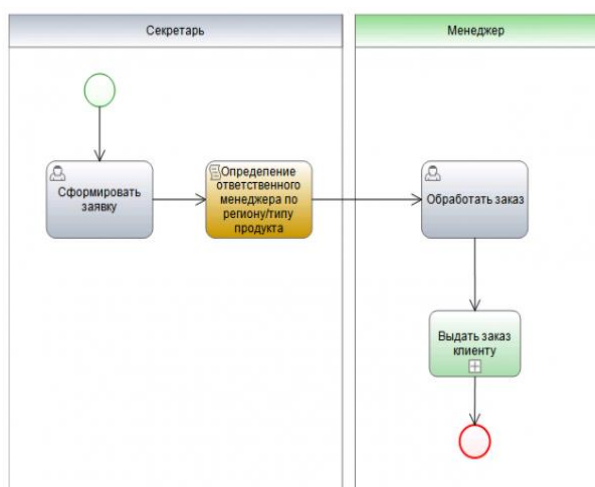 Секретарь
Менеджер
Сформировать
заявку
Определение
ответственного
менеджера по
региону/типу
продукта
Обработать заказ
Выдать заказ
клиенту